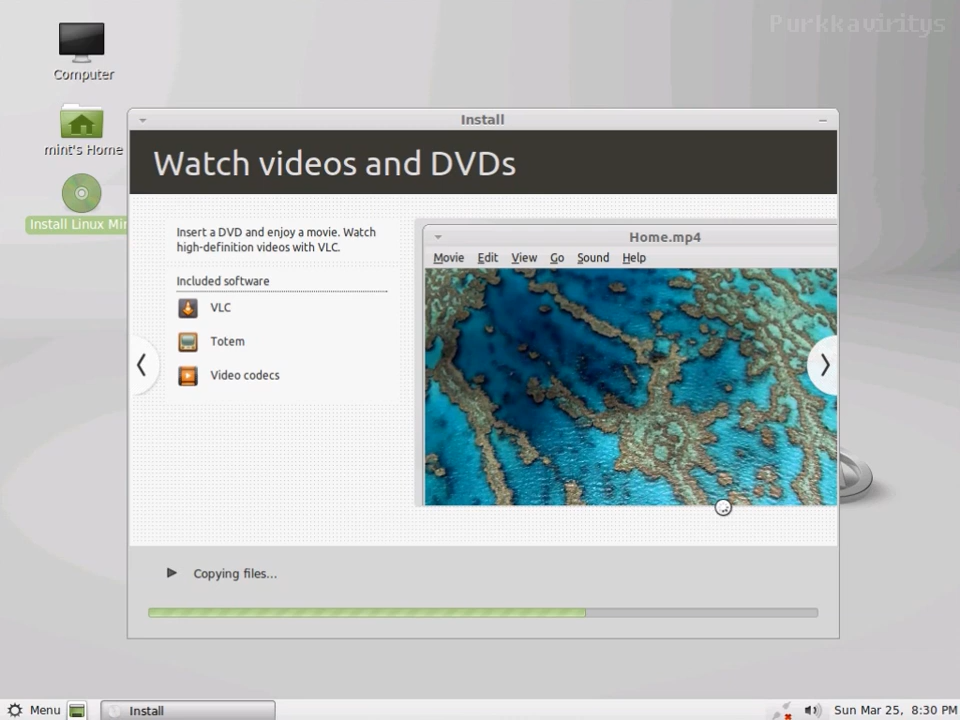 Purkkaviritys
Computer
mint's Home
Install Linux Min
Install
Watch videos and DVDs
Insert a DVD and enjoy a movie. Watch
high-definition videos with VLC.
Included software
VLC
Totem
Video codecs
Home.mp4
Movie Edit View Go Sound Help
Copying files...
Menu
Install
Sun Mar 25, 8:30 PM